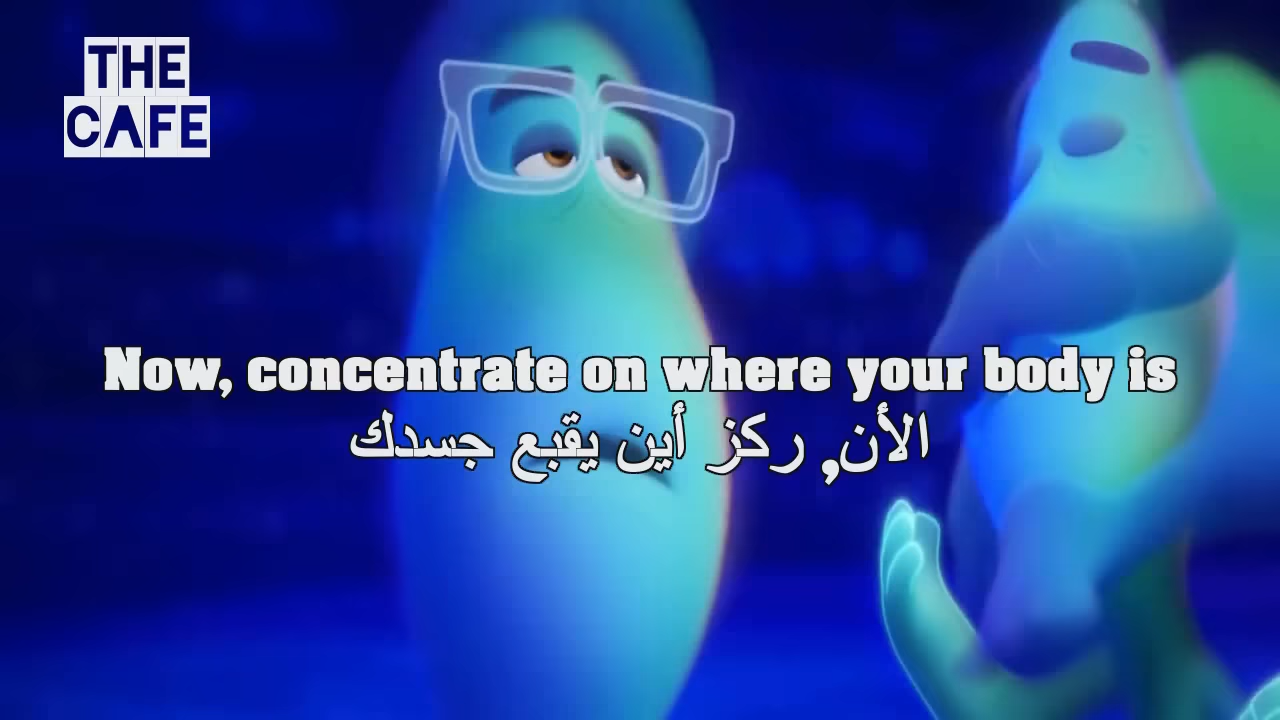 THE
CAFE
Now, concentrate on where your body is
الأن, ركز أين يقبع جسدك